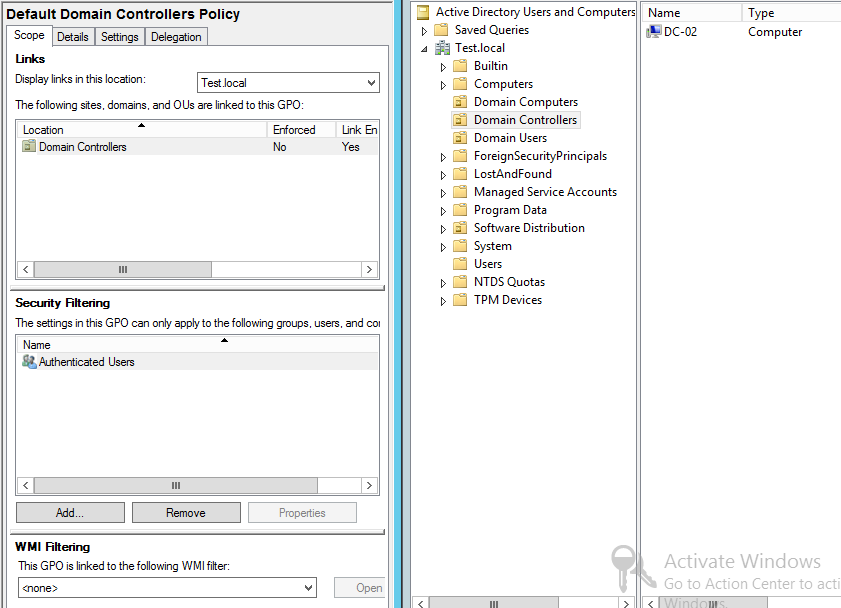 Default Domain Controllers Policy
Scope Details Settings Delegation
Links
Display links in this location: Test.local
The following sites, domains, and OUs are linked to this GPO:
Location Enforced Link En
Domain Controllers No Yes
Security Filtering
The settings in this GPO can only apply to the following groups, users, and co
Name
Authenticated Users
Add... Remove Properties
WMI Filtering
This GPO is linked to the following WMI filter:
<none> Open
Active Directory Users and Computers
Saved Queries
Test.local
Builtin
Computers
Domain Computers
Domain Controllers
Domain Users
ForeignSecurityPrincipals
LostAndFound
Managed Service Accounts
Program Data
Software Distribution
System
Users
NTDS Quotas
TPM Devices
Name Type
DC-02 Computer
Activate Windows
Go to Action Center to acti
Windows.